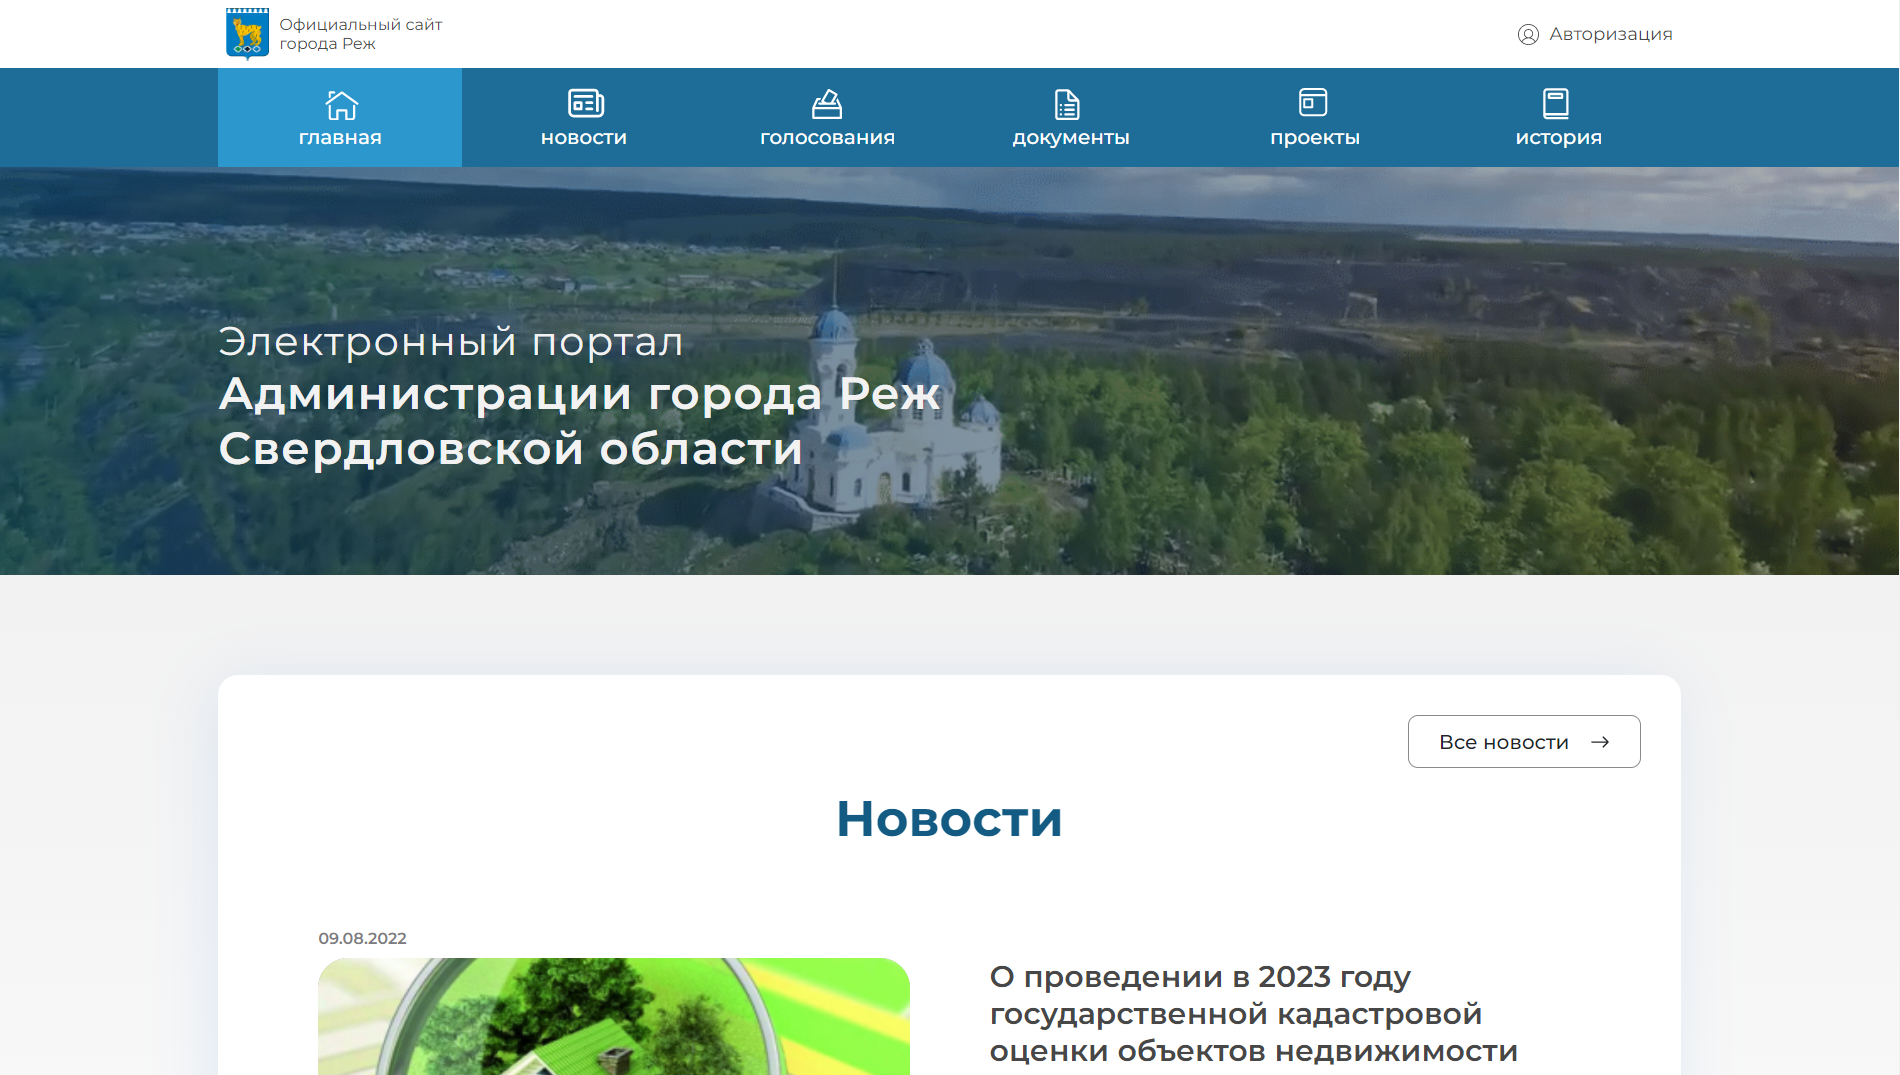 Официальный сайт
города Реж
Авторизация
главная
новости
голосования
документы
проекты
история
Электронный портал
Администрации города Реж
Свердловской области
Все новости
Новости
09.08.2022
О проведении в 2023 году
государственной кадастровой
оценки объектов недвижимости